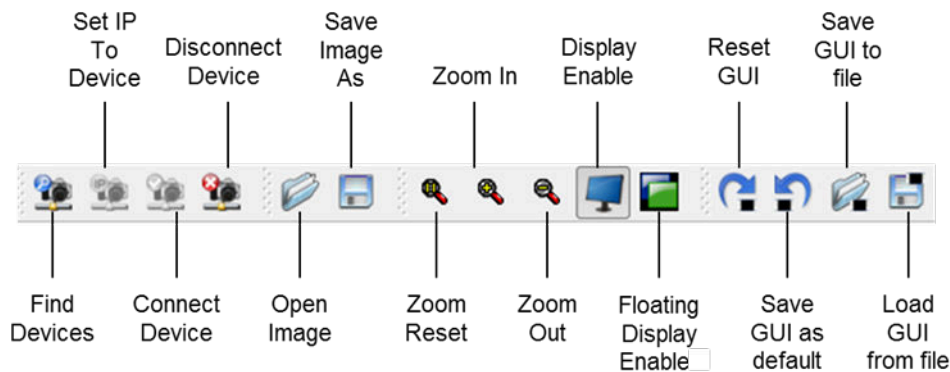 Set IP
To
Device
Disconnect
Device
Save
Image
As
Zoom In
Display
Enable
Reset
GUI
Save
GUI to
file
Find
Devices
Connect
Device
Open
Image
Zoom
Reset
Zoom
Out
Floating
Display
Enable
Save
GUI as
default
Load
GUI
from file